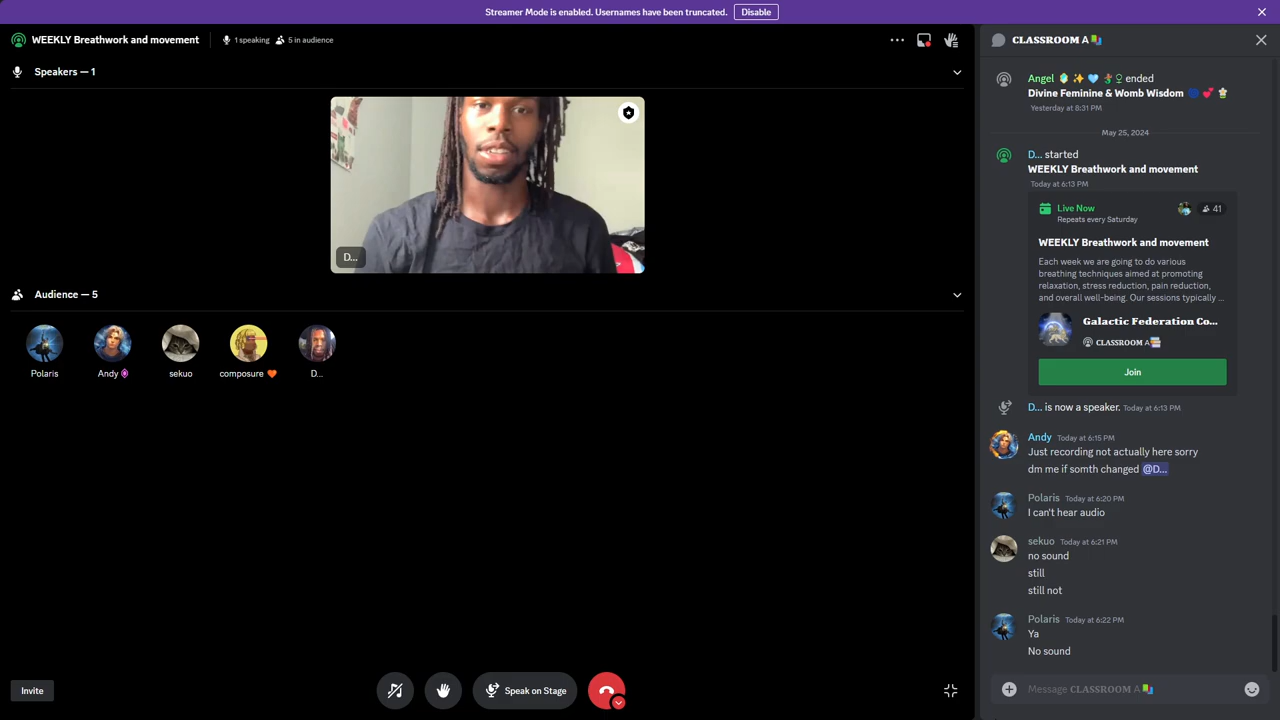 Streamer Mode is enabled. Usernames have been truncated. Disable
WEEKLY Breathwork and movement 1 speaking 5 in audience
Speakers — 1
D...
Audience — 5
Polaris Andy sekuo composure D...
Invite
Speak on Stage
CLASSROOM A
Angel ended
Divine Feminine & Womb Wisdom
Yesterday at 8:31 PM
May 25, 2024
D... started
WEEKLY Breathwork and movement
Today at 6:13 PM
Live Now 41
Repeats every Saturday
WEEKLY Breathwork and movement
Each week we are going to do various
breathing techniques aimed at promoting
relaxation, stress reduction, pain reduction,
and overall well-being. Our sessions typically ...
Galactic Federation Co...
CLASSROOM A
Join
D... is now a speaker. Today at 6:13 PM
Andy Today at 6:15 PM
Just recording not actually here sorry
dm me if somth changed @D...
Polaris Today at 6:20 PM
I can't hear audio
sekuo Today at 6:21 PM
no sound
still
still not
Polaris Today at 6:22 PM
Ya
No sound
Message CLASSROOM A